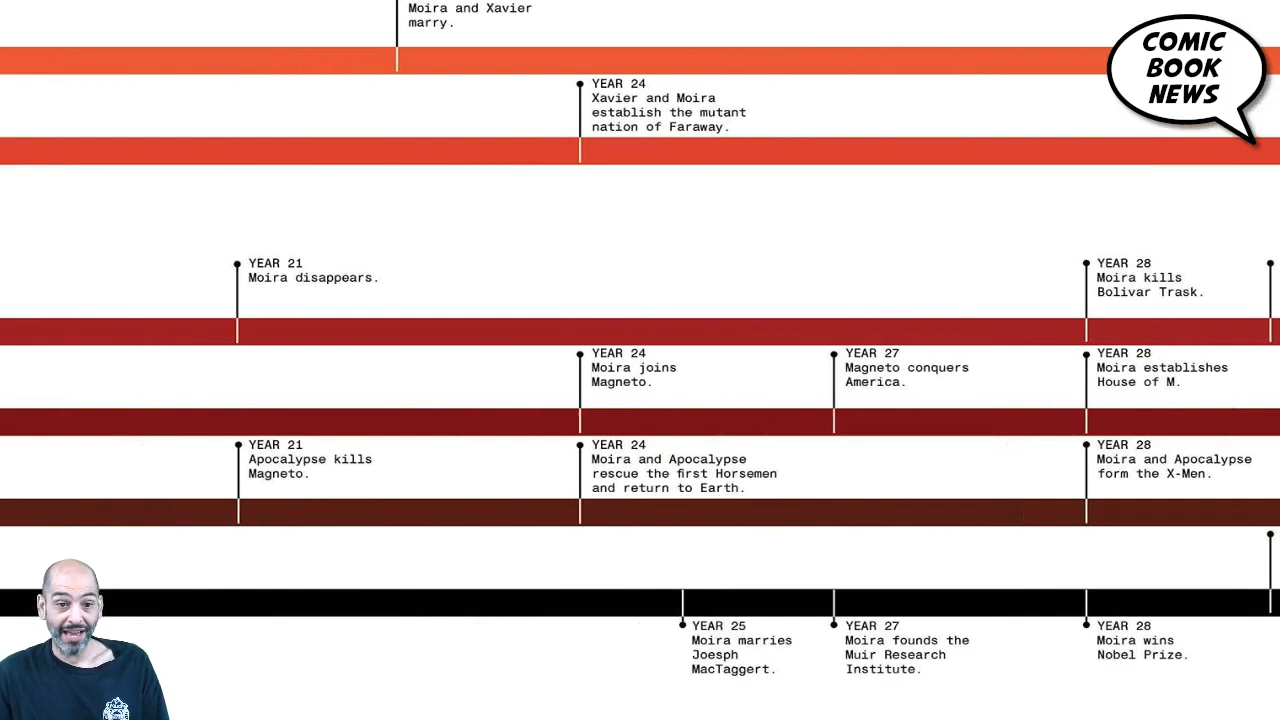 Moira and Xavier
marry.
COMIC
BOOK
NEWS
YEAR 24
Xavier and Moira
establish the mutant
nation of Faraway.
YEAR 21
Moira disappears.
YEAR 28
Moira kills
Bolivar Trask.
YEAR 24
Moira joins
Magneto.
YEAR 27
Magneto conquers
America.
YEAR 28
Moira establishes
House of M.
YEAR 21
Apocalypse kills
Magneto.
YEAR 24
Moira and Apocalypse
rescue the first Horsemen
and return to Earth.
YEAR 28
Moira and Apocalypse
form the X-Men.
YEAR 25
Moira marries
Joesph
MacTaggert.
YEAR 27
Moira founds the
Muir Research
Institute.
YEAR 28
Moira wins
Nobel Prize.